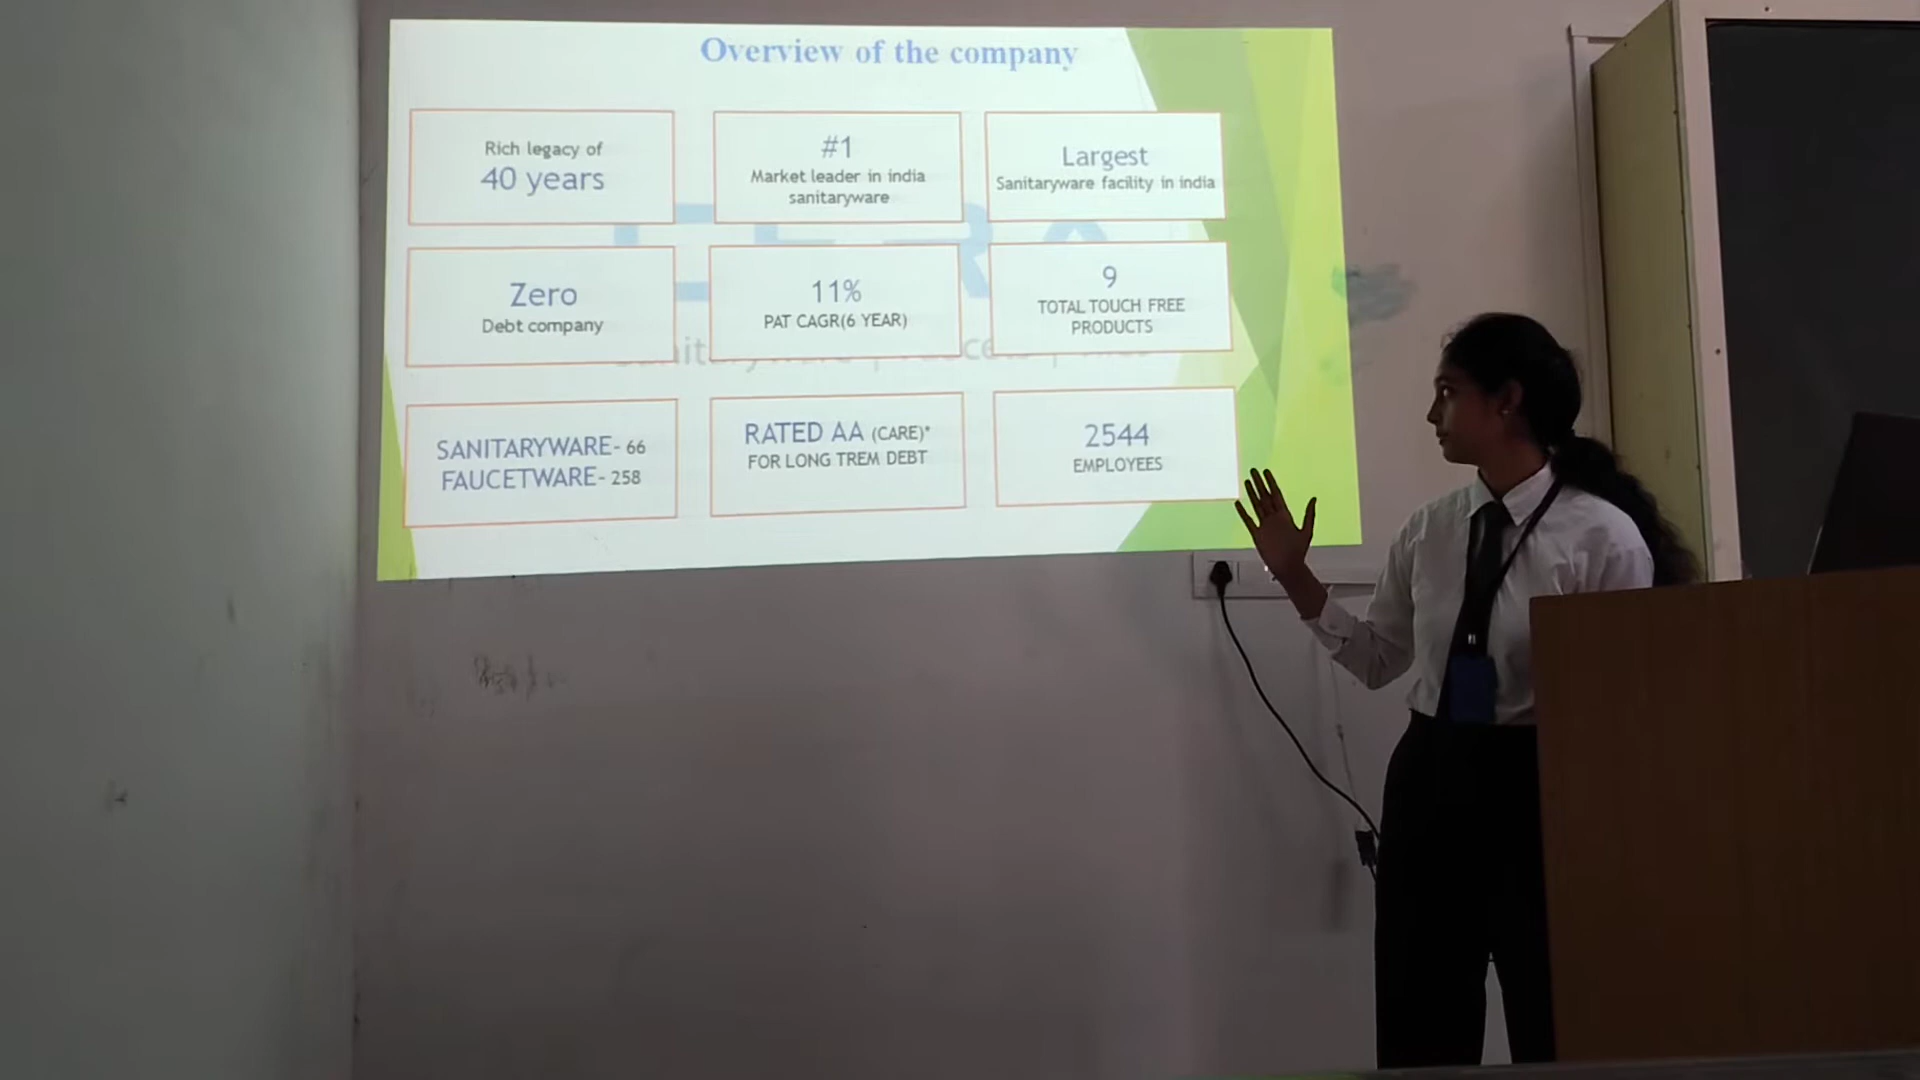 Overview of the company
Rich legacy of
40 years
#1
Market leader in india
sanitaryware
Largest
Sanitaryware facility in india
Zero
Debt company
11%
PAT CAGR(6 YEAR)
9
TOTAL TOUCH FREE
PRODUCTS
SANITARYWARE- 66
FAUCETWARE- 258
RATED AA (CARE)*
FOR LONG TREM DEBT
2544
EMPLOYEES